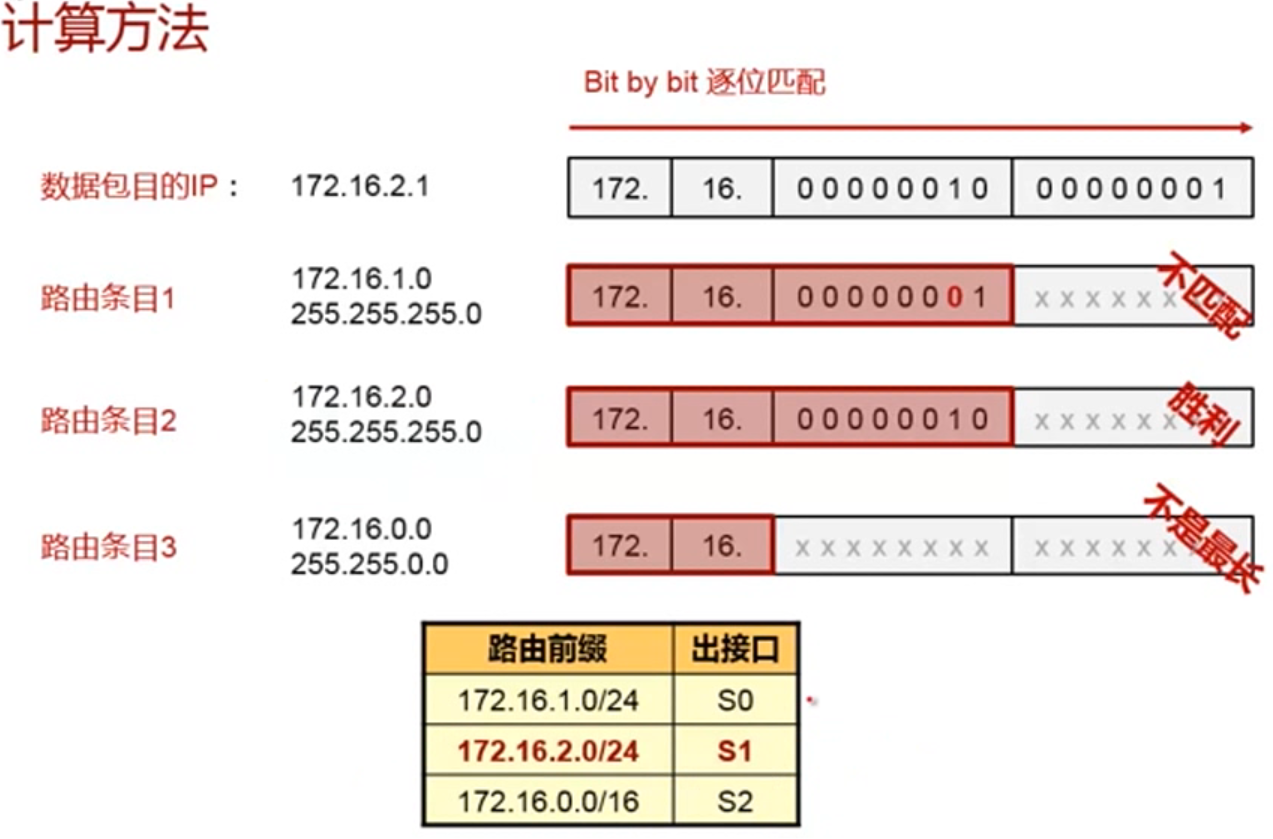 计算方法
Bit by bit 逐位匹配
数据包目的IP： 172.16.2.1 172. 16. 0 0 0 0 0 0 1 0 0 0 0 0 0 0 0 1
路由条目1
172.16.1.0
255.255.255.0
172. 16. 0 0 0 0 0 0 0 1 x x x x x x
不匹配
路由条目2
172.16.2.0
255.255.255.0
172. 16. 0 0 0 0 0 0 1 0 x x x x x x
胜利
路由条目3
172.16.0.0
255.255.0.0
172. 16. x x x x x x x x x x x x x x
不是最长
路由前缀 出接口
172.16.1.0/24 S0
172.16.2.0/24 S1
172.16.0.0/16 S2